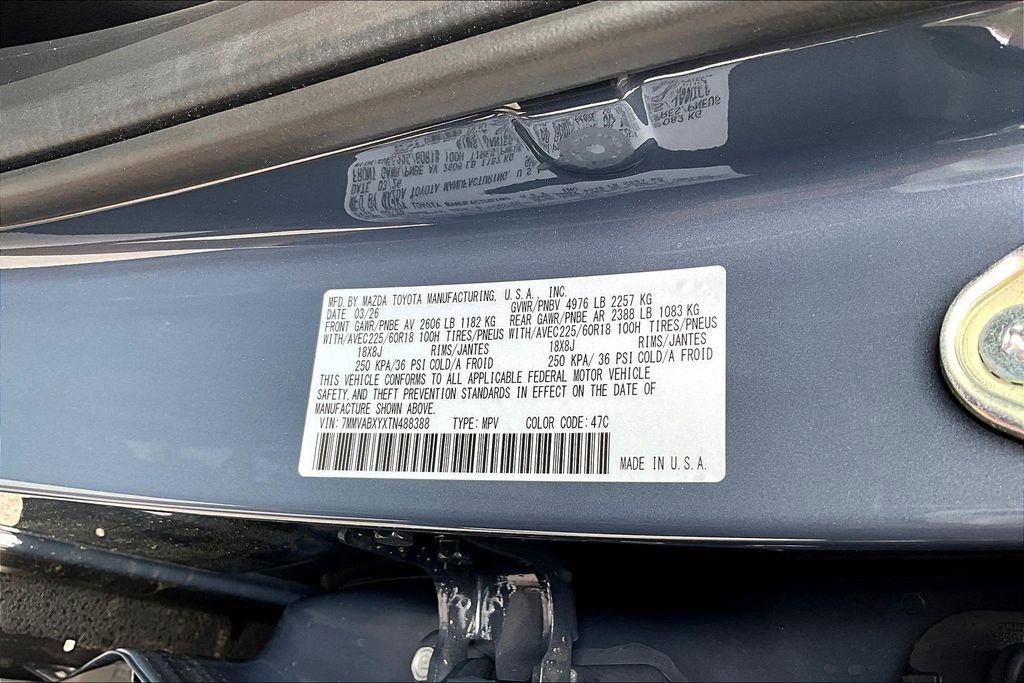 MFD. BY MAZDA TOYOTA MANUFACTURING, U.S.A. INC.
DATE 03/26 GVWR/PNBV 4976 LB 2257 KG
FRONT GAWR/PNBE AV 2606 LB 1182 KG REAR GAWR/PNBE AR 2388 LB 1083 KG
WITH/AVEC225/60R18 100H TIRES/PNEUS WITH/AVEC225/60R18 100H TIRES/PNEUS
18X8J RIMS/JANTES 18X8J RIMS/JANTES
250 KPA/36 PSI COLD/A FROID 250 KPA/ 36 PSI COLD/A FROID
THIS VEHICLE CONFORMS TO ALL APPLICABLE FEDERAL MOTOR VEHICLE
SAFETY, AND THEFT PREVENTION STANDARDS IN EFFECT ON THE DATE OF
MANUFACTURE SHOWN ABOVE.
VIN: 7MMVABXYXTN488388 TYPE: MPV COLOR CODE: 47C
MADE IN U.S.A.